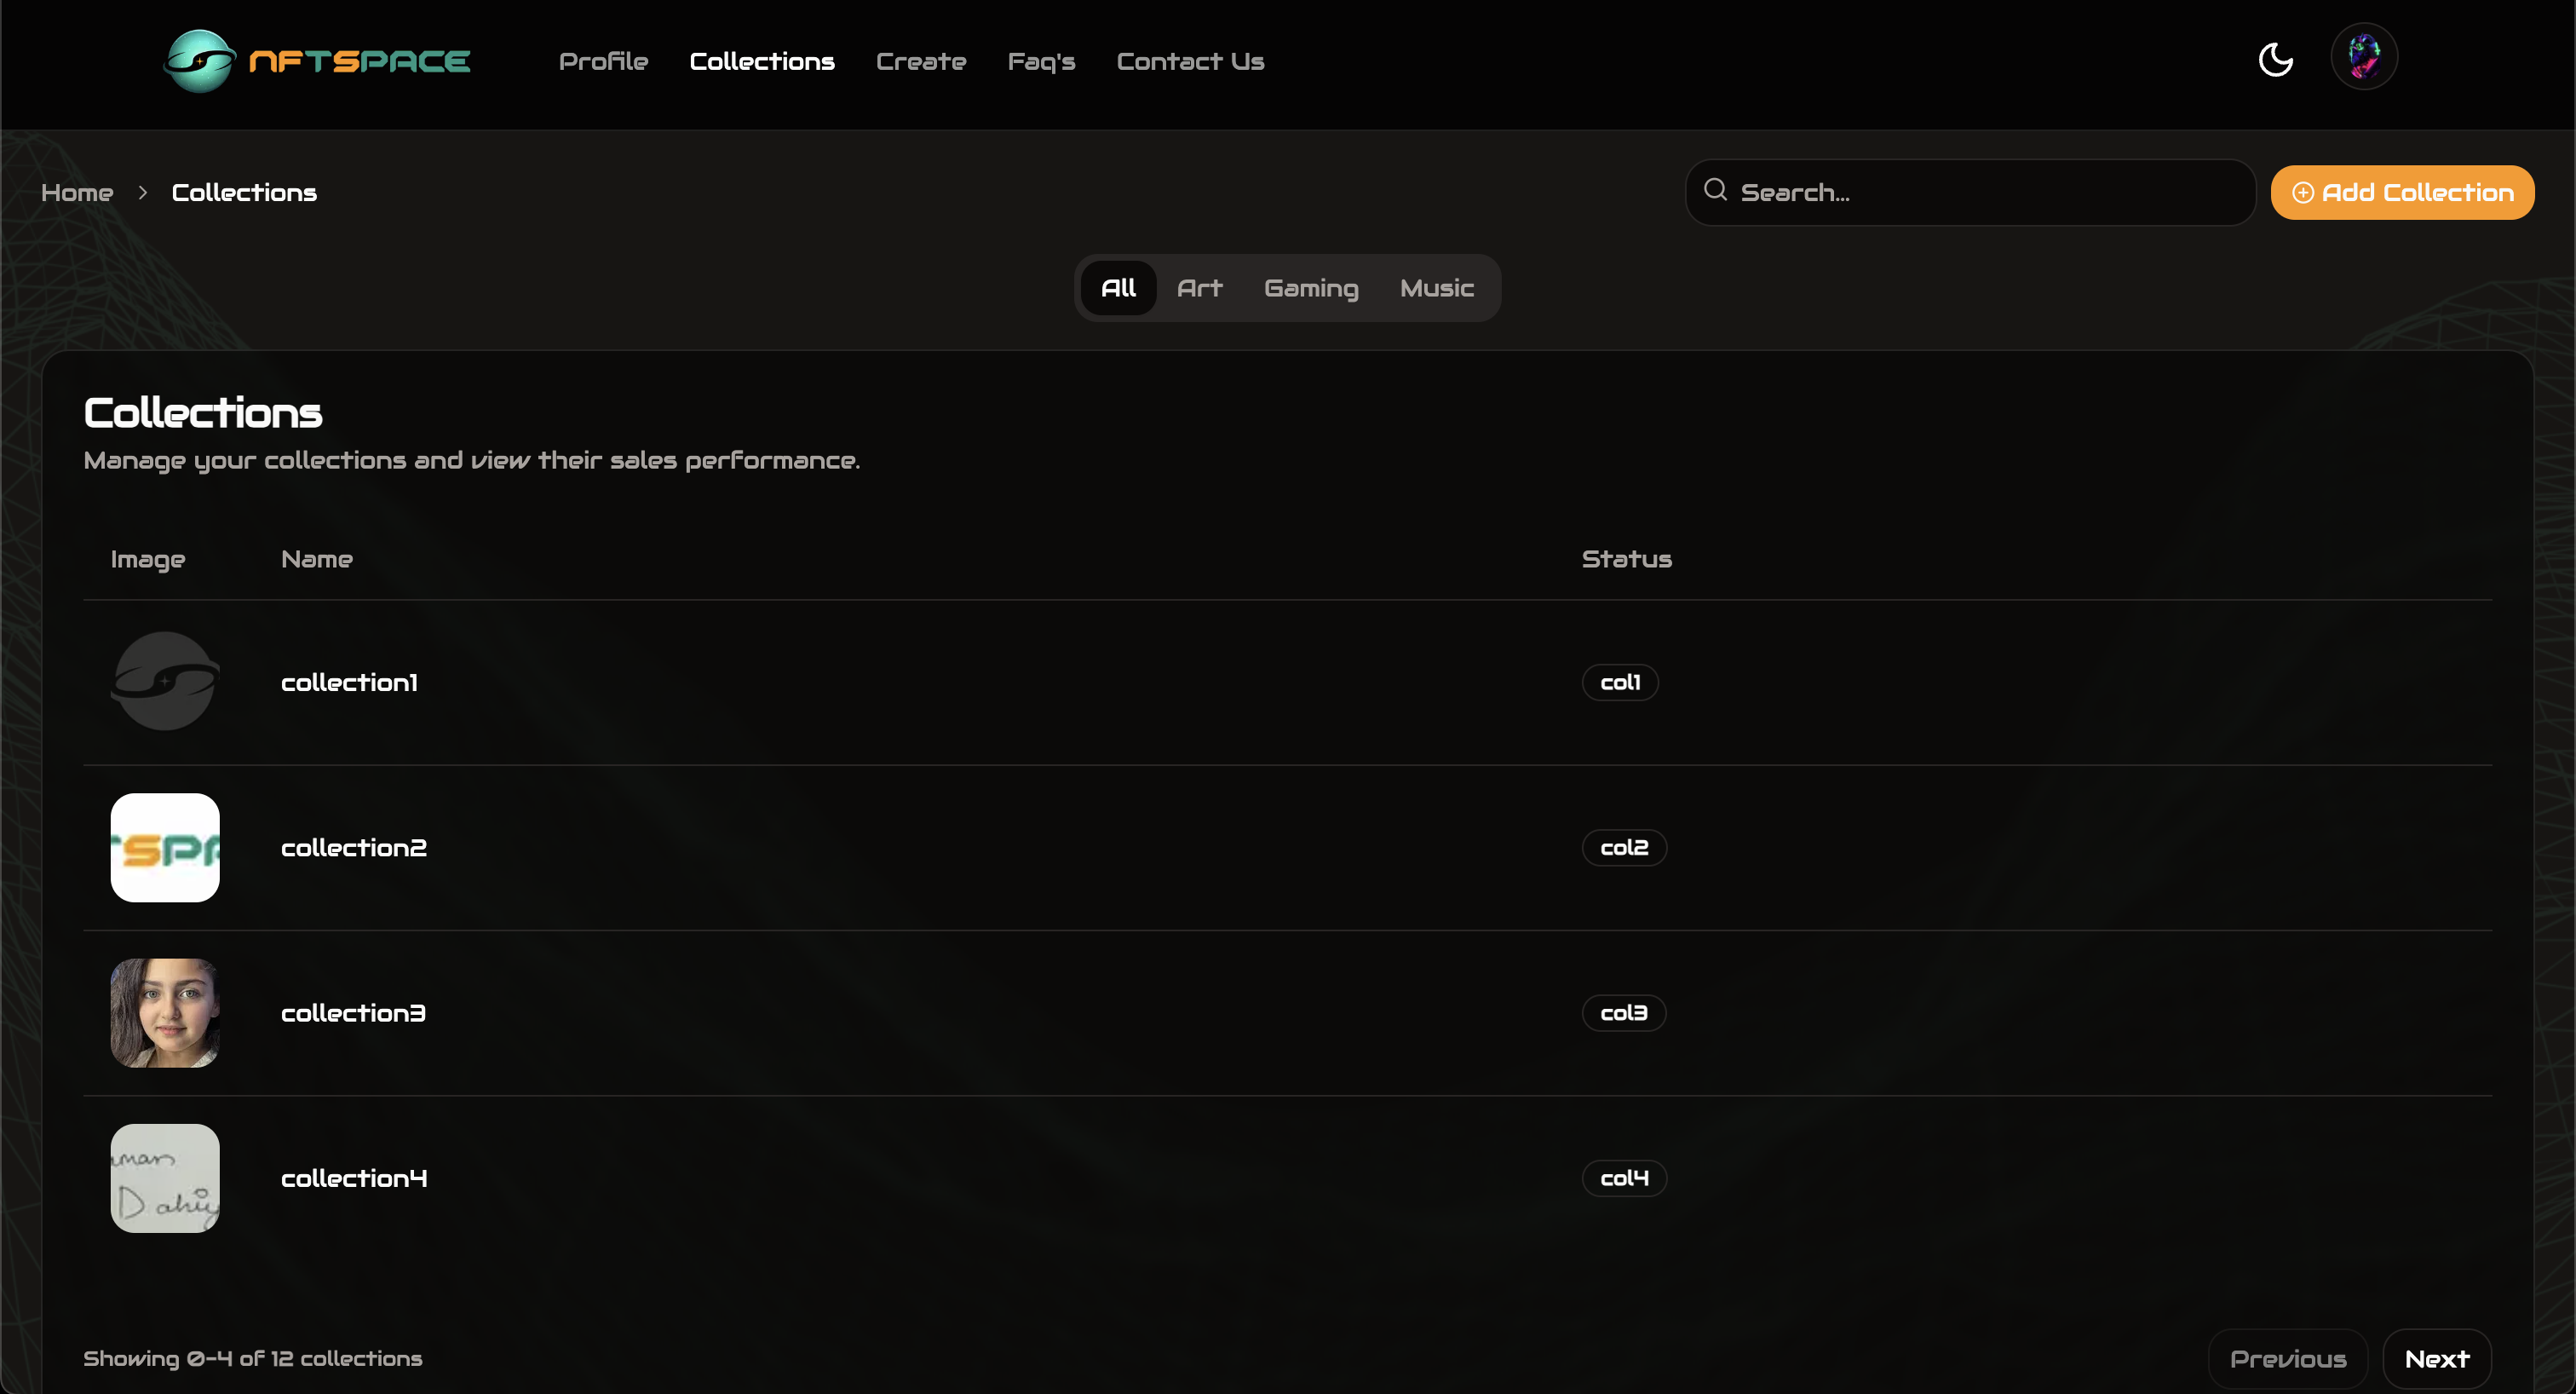 NFTSPACE
Profile Collections Create Faq's Contact Us
Home > Collections
Search...
Add Collection
All Art Gaming Music
Collections
Manage your collections and view their sales performance.
Image Name Status
collection1 col1
TSPA
collection2 col2
collection3 col3
collection4 col4
Showing 0-4 of 12 collections
Previous Next